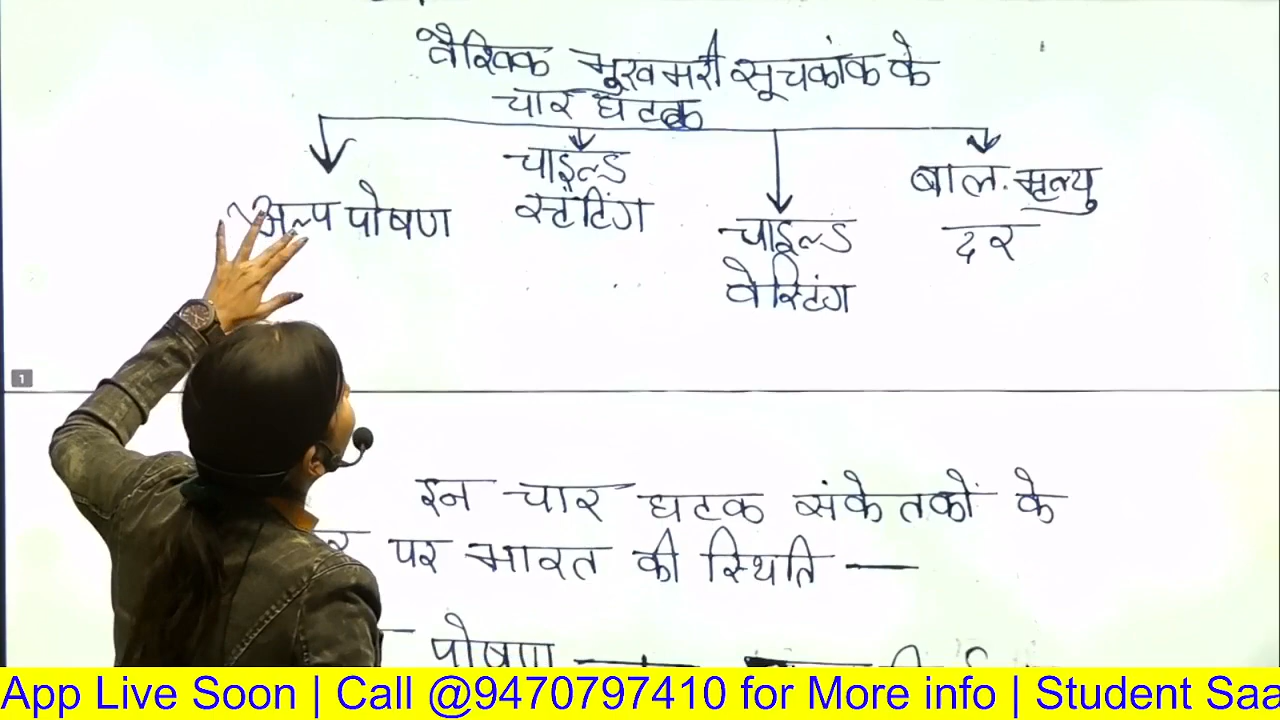 वैश्विक भुखमरी सूचकांक के
चार घटक
अल्प पोषण
चाइल्ड
स्टंटिंग
चाइल्ड
वेस्टिंग
बाल मृत्यु
दर
1
इन चार घटक संकेतकों के
पर भारत की स्थिति —
पोषण
App Live Soon | Call @9470797410 for More info | Student Saa